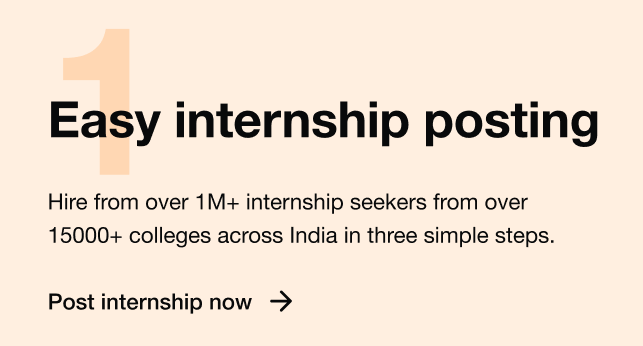 1
Easy internship posting
Hire from over 1M+ internship seekers from over
15000+ colleges across India in three simple steps.
Post internship now →